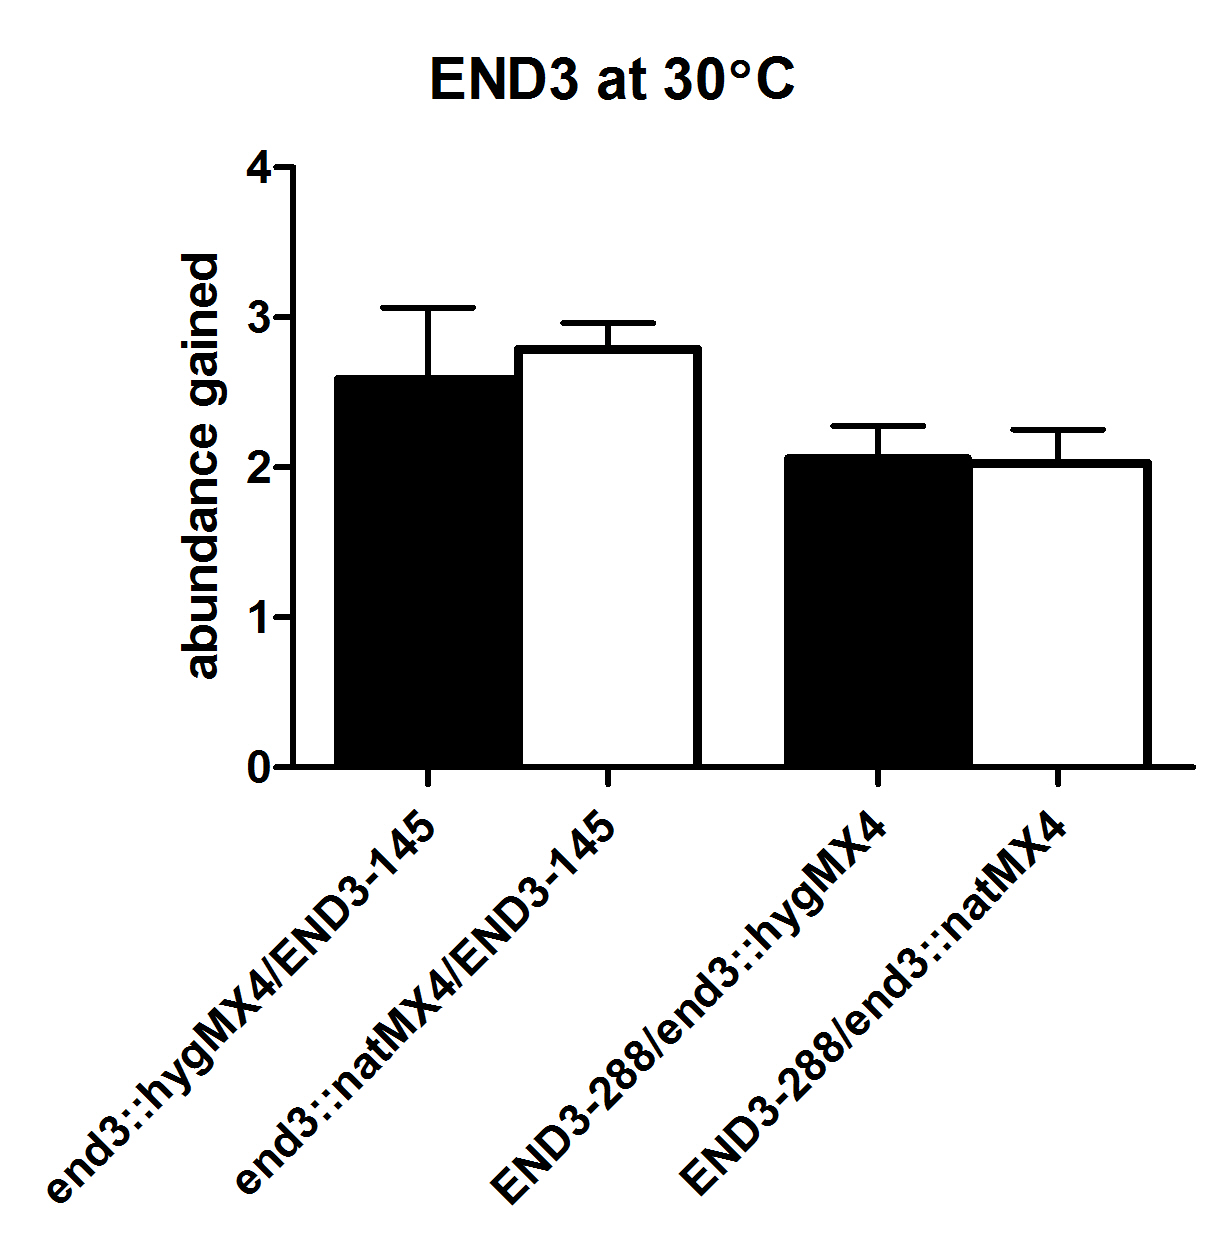 END3 at 30°C
abundance gained
4
3
2
1
0
end3::hygMX4/END3-145
end3::natMX4/END3-145
END3-288/end3::hygMX4
END3-288/end3::natMX4